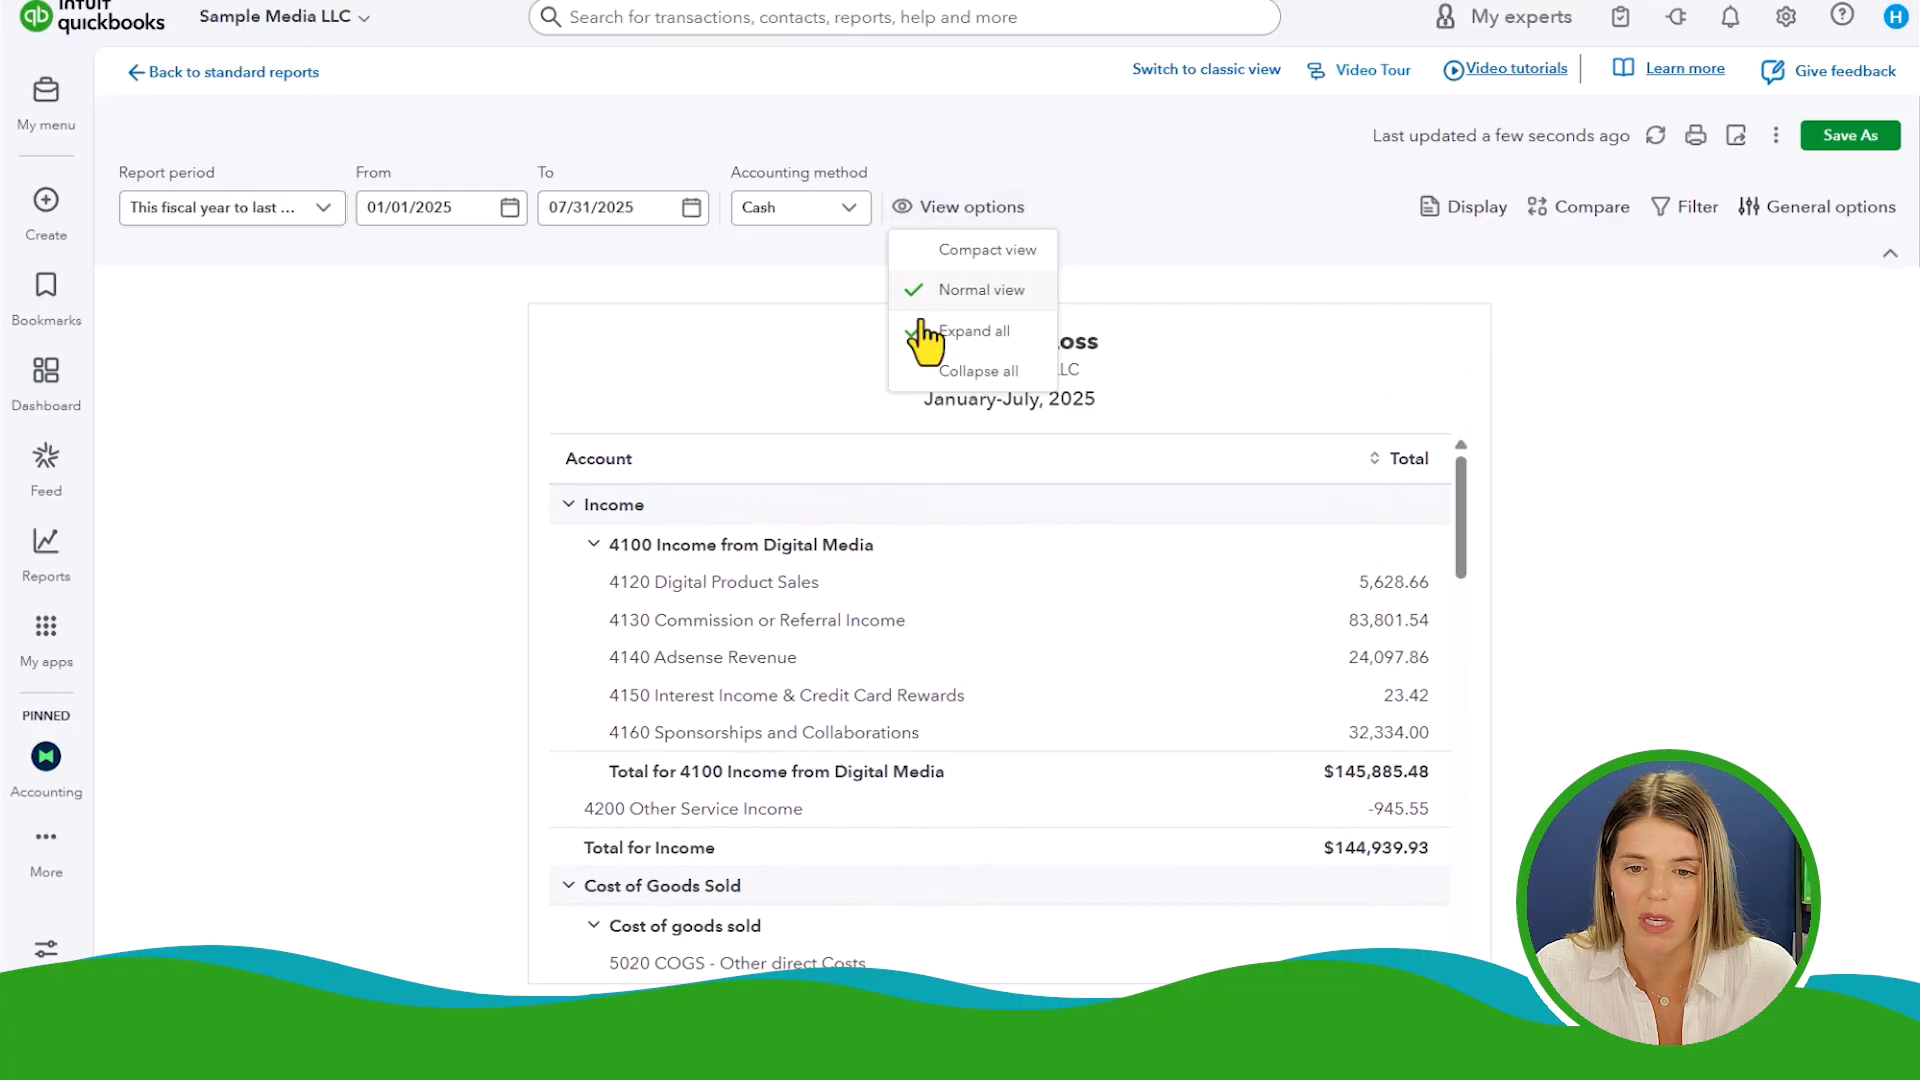 INTUIT
quickbooks
Sample Media LLC
Search for transactions, contacts, reports, help and more
My experts
H
Back to standard reports
Switch to classic view
Video Tour
Video tutorials
Learn more
Give feedback
My menu
Create
Bookmarks
Dashboard
Feed
Reports
My apps
PINNED
Accounting
More
Last updated a few seconds ago
Save As
Report period
From
To
Accounting method
This fiscal year to last ...
01/01/2025
07/31/2025
Cash
View options
Display
Compare
Filter
General options
Compact view
Normal view
Expand all
Collapse all
oss
LC
January-July, 2025
Account
Total
Income
4100 Income from Digital Media
4120 Digital Product Sales 5,628.66
4130 Commission or Referral Income 83,801.54
4140 Adsense Revenue 24,097.86
4150 Interest Income & Credit Card Rewards 23.42
4160 Sponsorships and Collaborations 32,334.00
Total for 4100 Income from Digital Media $145,885.48
4200 Other Service Income -945.55
Total for Income $144,939.93
Cost of Goods Sold
Cost of goods sold
5020 COGS - Other direct Costs